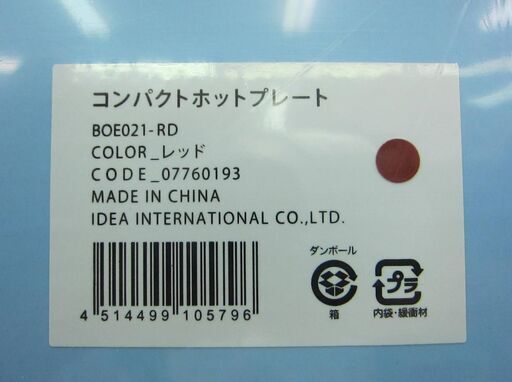 コンパクトホットプレート
BOE021-RD
COLOR_レッド
CODE_07760193
MADE IN CHINA
IDEA INTERNATIONAL CO.,LTD.
4 514499 105796
ダンボール
箱
プラ
内袋・緩衝材